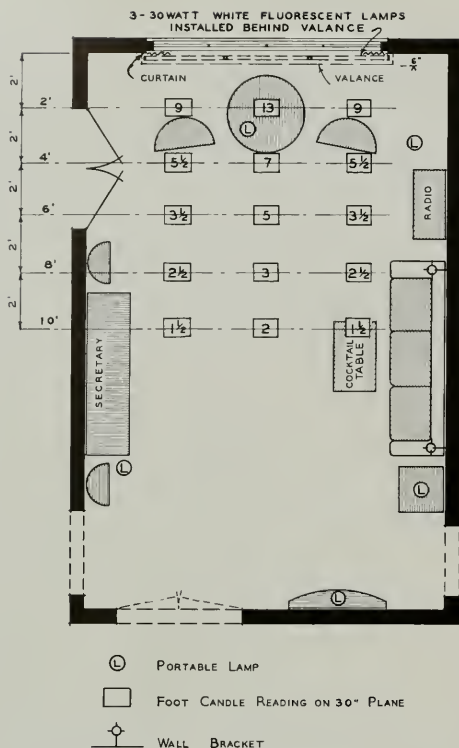 3-30WATT WHITE FLUORESCENT LAMPS
INSTALLED BEHIND VALANCE
6"
CURTAIN
VALANCE
2'
2'
9
13
9
L
2'
L
4'
5½
7
5½
2'
RADIO
6'
3½
5
3½
2'
8'
2½
3
2½
2'
10'
1½
2
1½
SECRETARY
COCKTAIL
TABLE
L
L
L
L PORTABLE LAMP
FOOT CANDLE READING ON 30" PLANE
WALL BRACKET